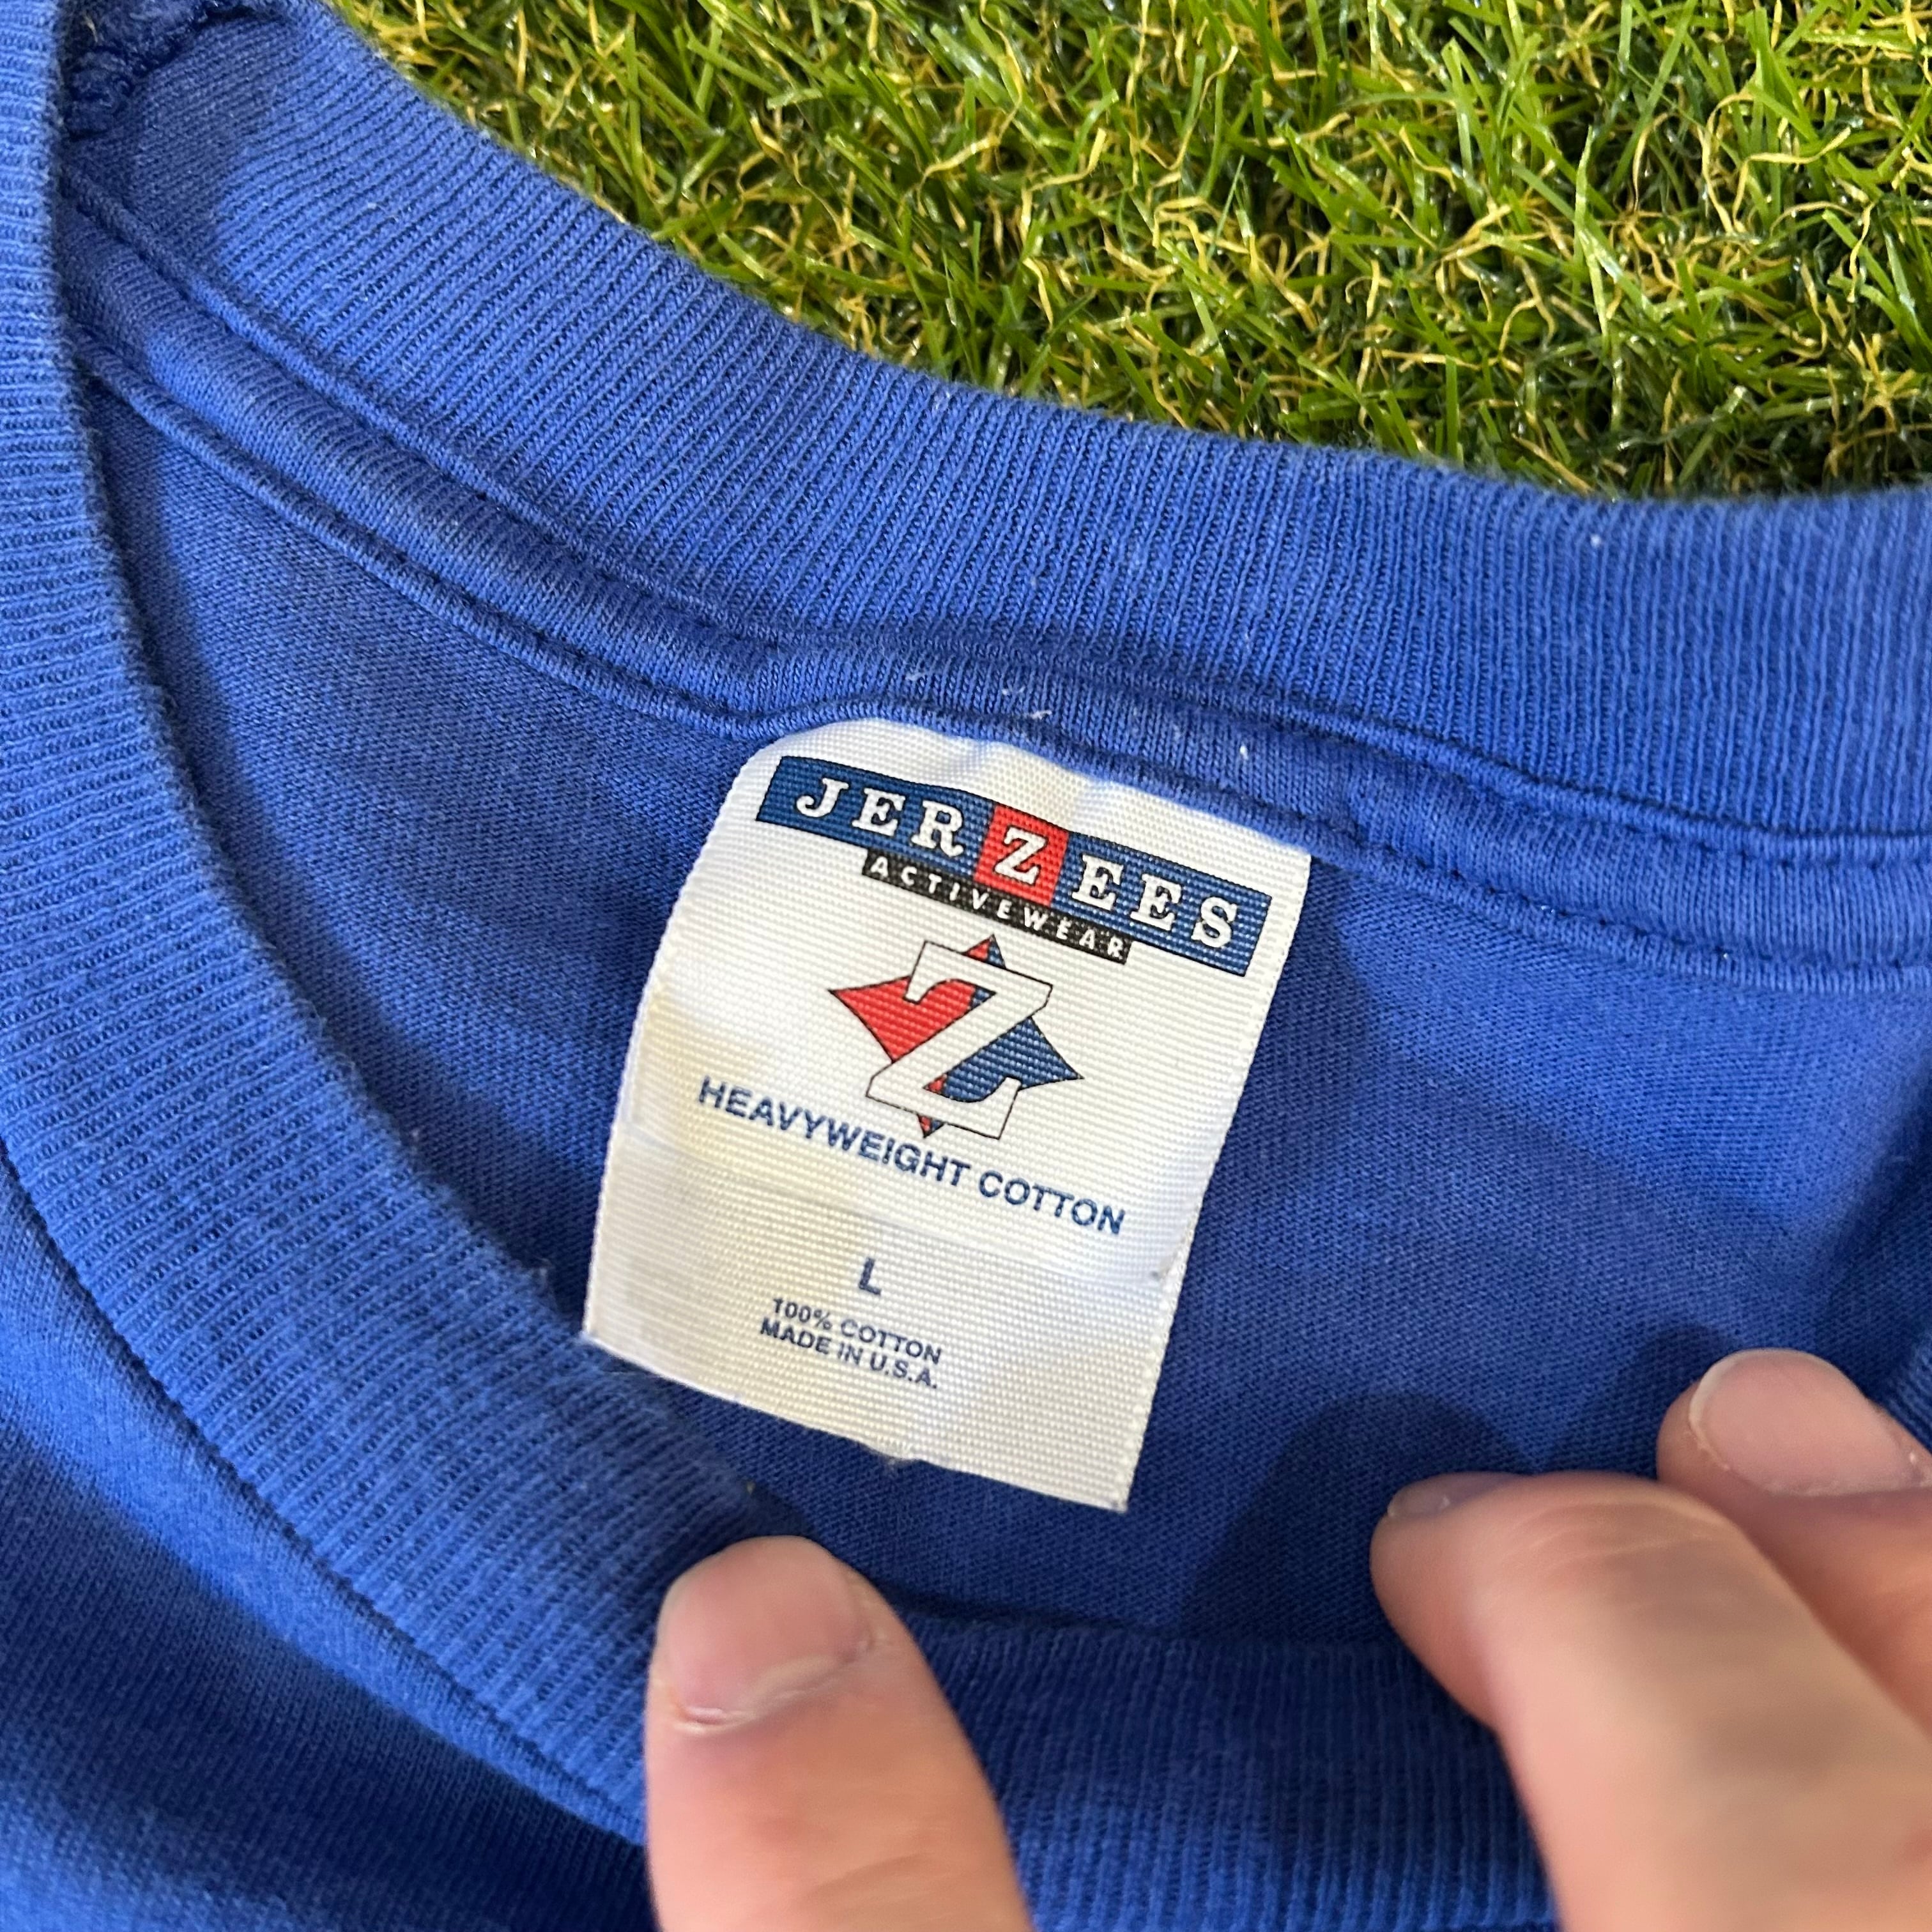 JERZEES
ACTIVEWEAR
Z
HEAVYWEIGHT COTTON
L
100% COTTON
MADE IN U.S.A.